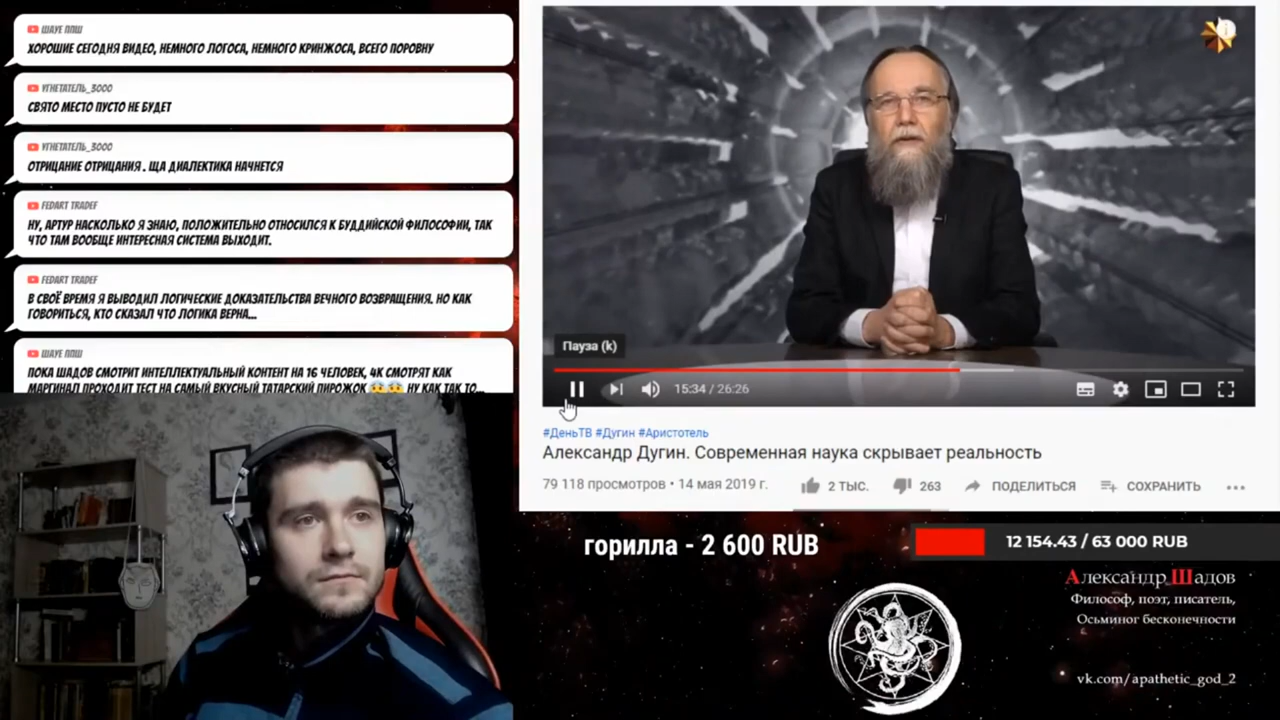 ШАУЕ ППШ
ХОРОШИЕ СЕГОДНЯ ВИДЕО, НЕМНОГО ЛОГОСА, НЕМНОГО КРИНЖОСА, ВСЕГО ПОРОВНУ
УГНЕТАТЕЛЬ_3000
СВЯТО МЕСТО ПУСТО НЕ БУДЕТ
УГНЕТАТЕЛЬ_3000
ОТРИЦАНИЕ ОТРИЦАНИЯ . ЩА ДИАЛЕКТИКА НАЧНЕТСЯ
FEDART TRADEF
НУ, АРТУР НАСКОЛЬКО Я ЗНАЮ, ПОЛОЖИТЕЛЬНО ОТНОСИЛСЯ К БУДДИЙСКОЙ ФИЛОСОФИИ, ТАК
ЧТО ТАМ ВООБЩЕ ИНТЕРЕСНАЯ СИСТЕМА ВЫХОДИТ.
FEDART TRADEF
В СВОЁ ВРЕМЯ Я ВЫВОДИЛ ЛОГИЧЕСКИЕ ДОКАЗАТЕЛЬСТВА ВЕЧНОГО ВОЗВРАЩЕНИЯ. НО КАК
ГОВОРИТЬСЯ, КТО СКАЗАЛ ЧТО ЛОГИКА ВЕРНА...
ШАУЕ ППШ
ПОКА ШАДОВ СМОТРИТ ИНТЕЛЛЕКТУАЛЬНЫЙ КОНТЕНТ НА 16 ЧЕЛОВЕК, 4К СМОТРЯТ КАК
МАРГИНАЛ ПРОХОДИТ ТЕСТ НА САМЫЙ ВКУСНЫЙ ТАТАРСКИЙ ПИРОЖОК 😰😰 НУ КАК ТАК ТО...
Пауза (k)
15:34 / 26:26
#ДеньТВ #Дугин #Аристотель
Александр Дугин. Современная наука скрывает реальность
79 118 просмотров • 14 мая 2019 г.
2 ТЫС.
263
ПОДЕЛИТЬСЯ
СОХРАНИТЬ
горилла - 2 600 RUB
12 154.43 / 63 000 RUB
Александр Шадов
Философ, поэт, писатель,
Осьминог бесконечности
vk.com/apathetic_god_2